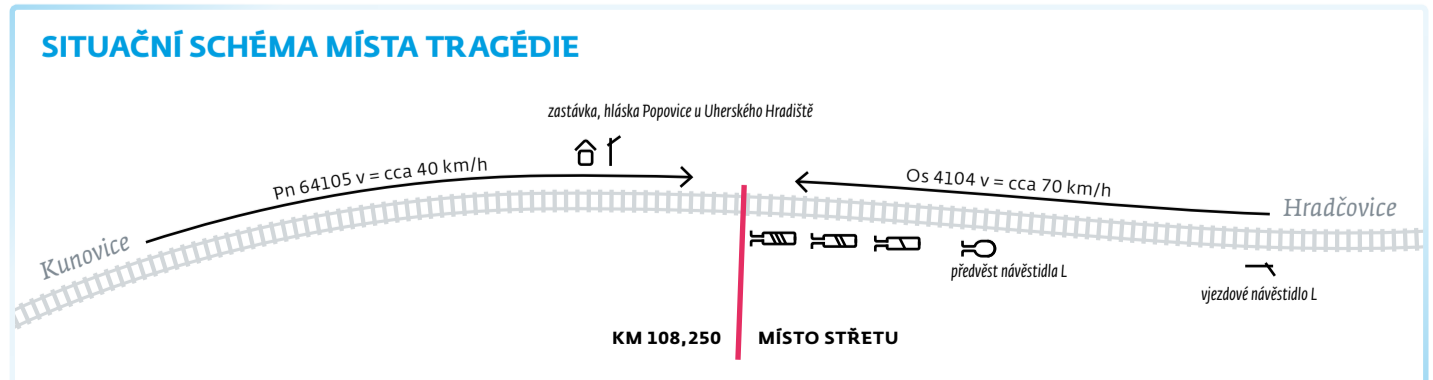 SITUAČNÍ SCHÉMA MÍSTA TRAGÉDIE
zastávka, hláska Popovice u Uherského Hradiště
Pn 64105 v = cca 40 km/h
Os 4104 v = cca 70 km/h
Hradčovice
Kunovice
předvěst návěstidla L
vjezdové návěstidlo L
KM 108,250 MÍSTO STŘETU